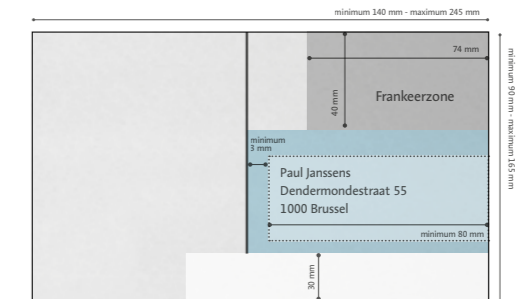 minimum 140 mm - maximum 245 mm
74 mm
40 mm
Frankeerzone
minimum 90 mm - maximum 165 mm
minimum
3 mm
Paul Janssens
Dendermondestraat 55
1000 Brussel
minimum 80 mm
30 mm